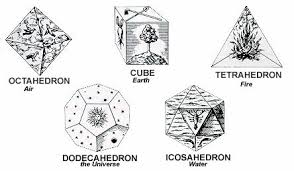 OCTAHEDRON
Air
CUBE
Earth
TETRAHEDRON
Fire
DODECAHEDRON
the Universe
ICOSAHEDRON
Water